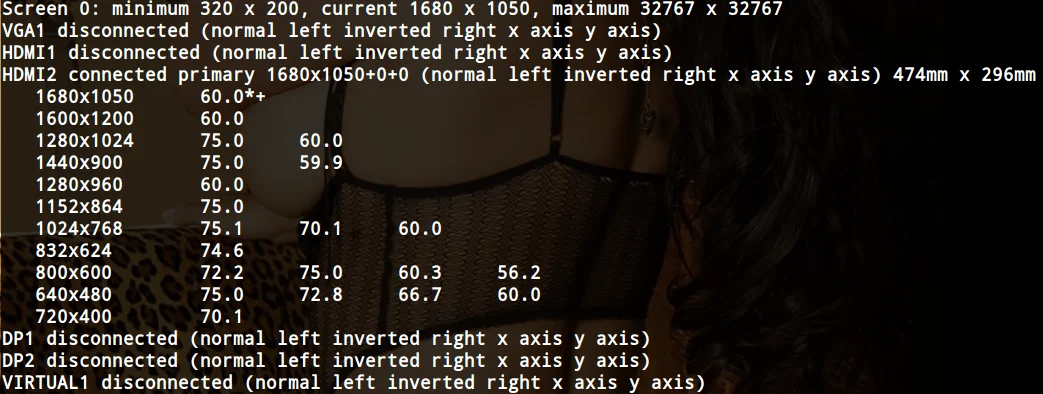 Screen 0: minimum 320 x 200, current 1680 x 1050, maximum 32767 x 32767
VGA1 disconnected (normal left inverted right x axis y axis)
HDMI1 disconnected (normal left inverted right x axis y axis)
HDMI2 connected primary 1680x1050+0+0 (normal left inverted right x axis y axis) 474mm x 296mm
1680x1050 60.0*+
1600x1200 60.0
1280x1024 75.0 60.0
1440x900 75.0 59.9
1280x960 60.0
1152x864 75.0
1024x768 75.1 70.1 60.0
832x624 74.6
800x600 72.2 75.0 60.3 56.2
640x480 75.0 72.8 66.7 60.0
720x400 70.1
DP1 disconnected (normal left inverted right x axis y axis)
DP2 disconnected (normal left inverted right x axis y axis)
VIRTUAL1 disconnected (normal left inverted right x axis y axis)